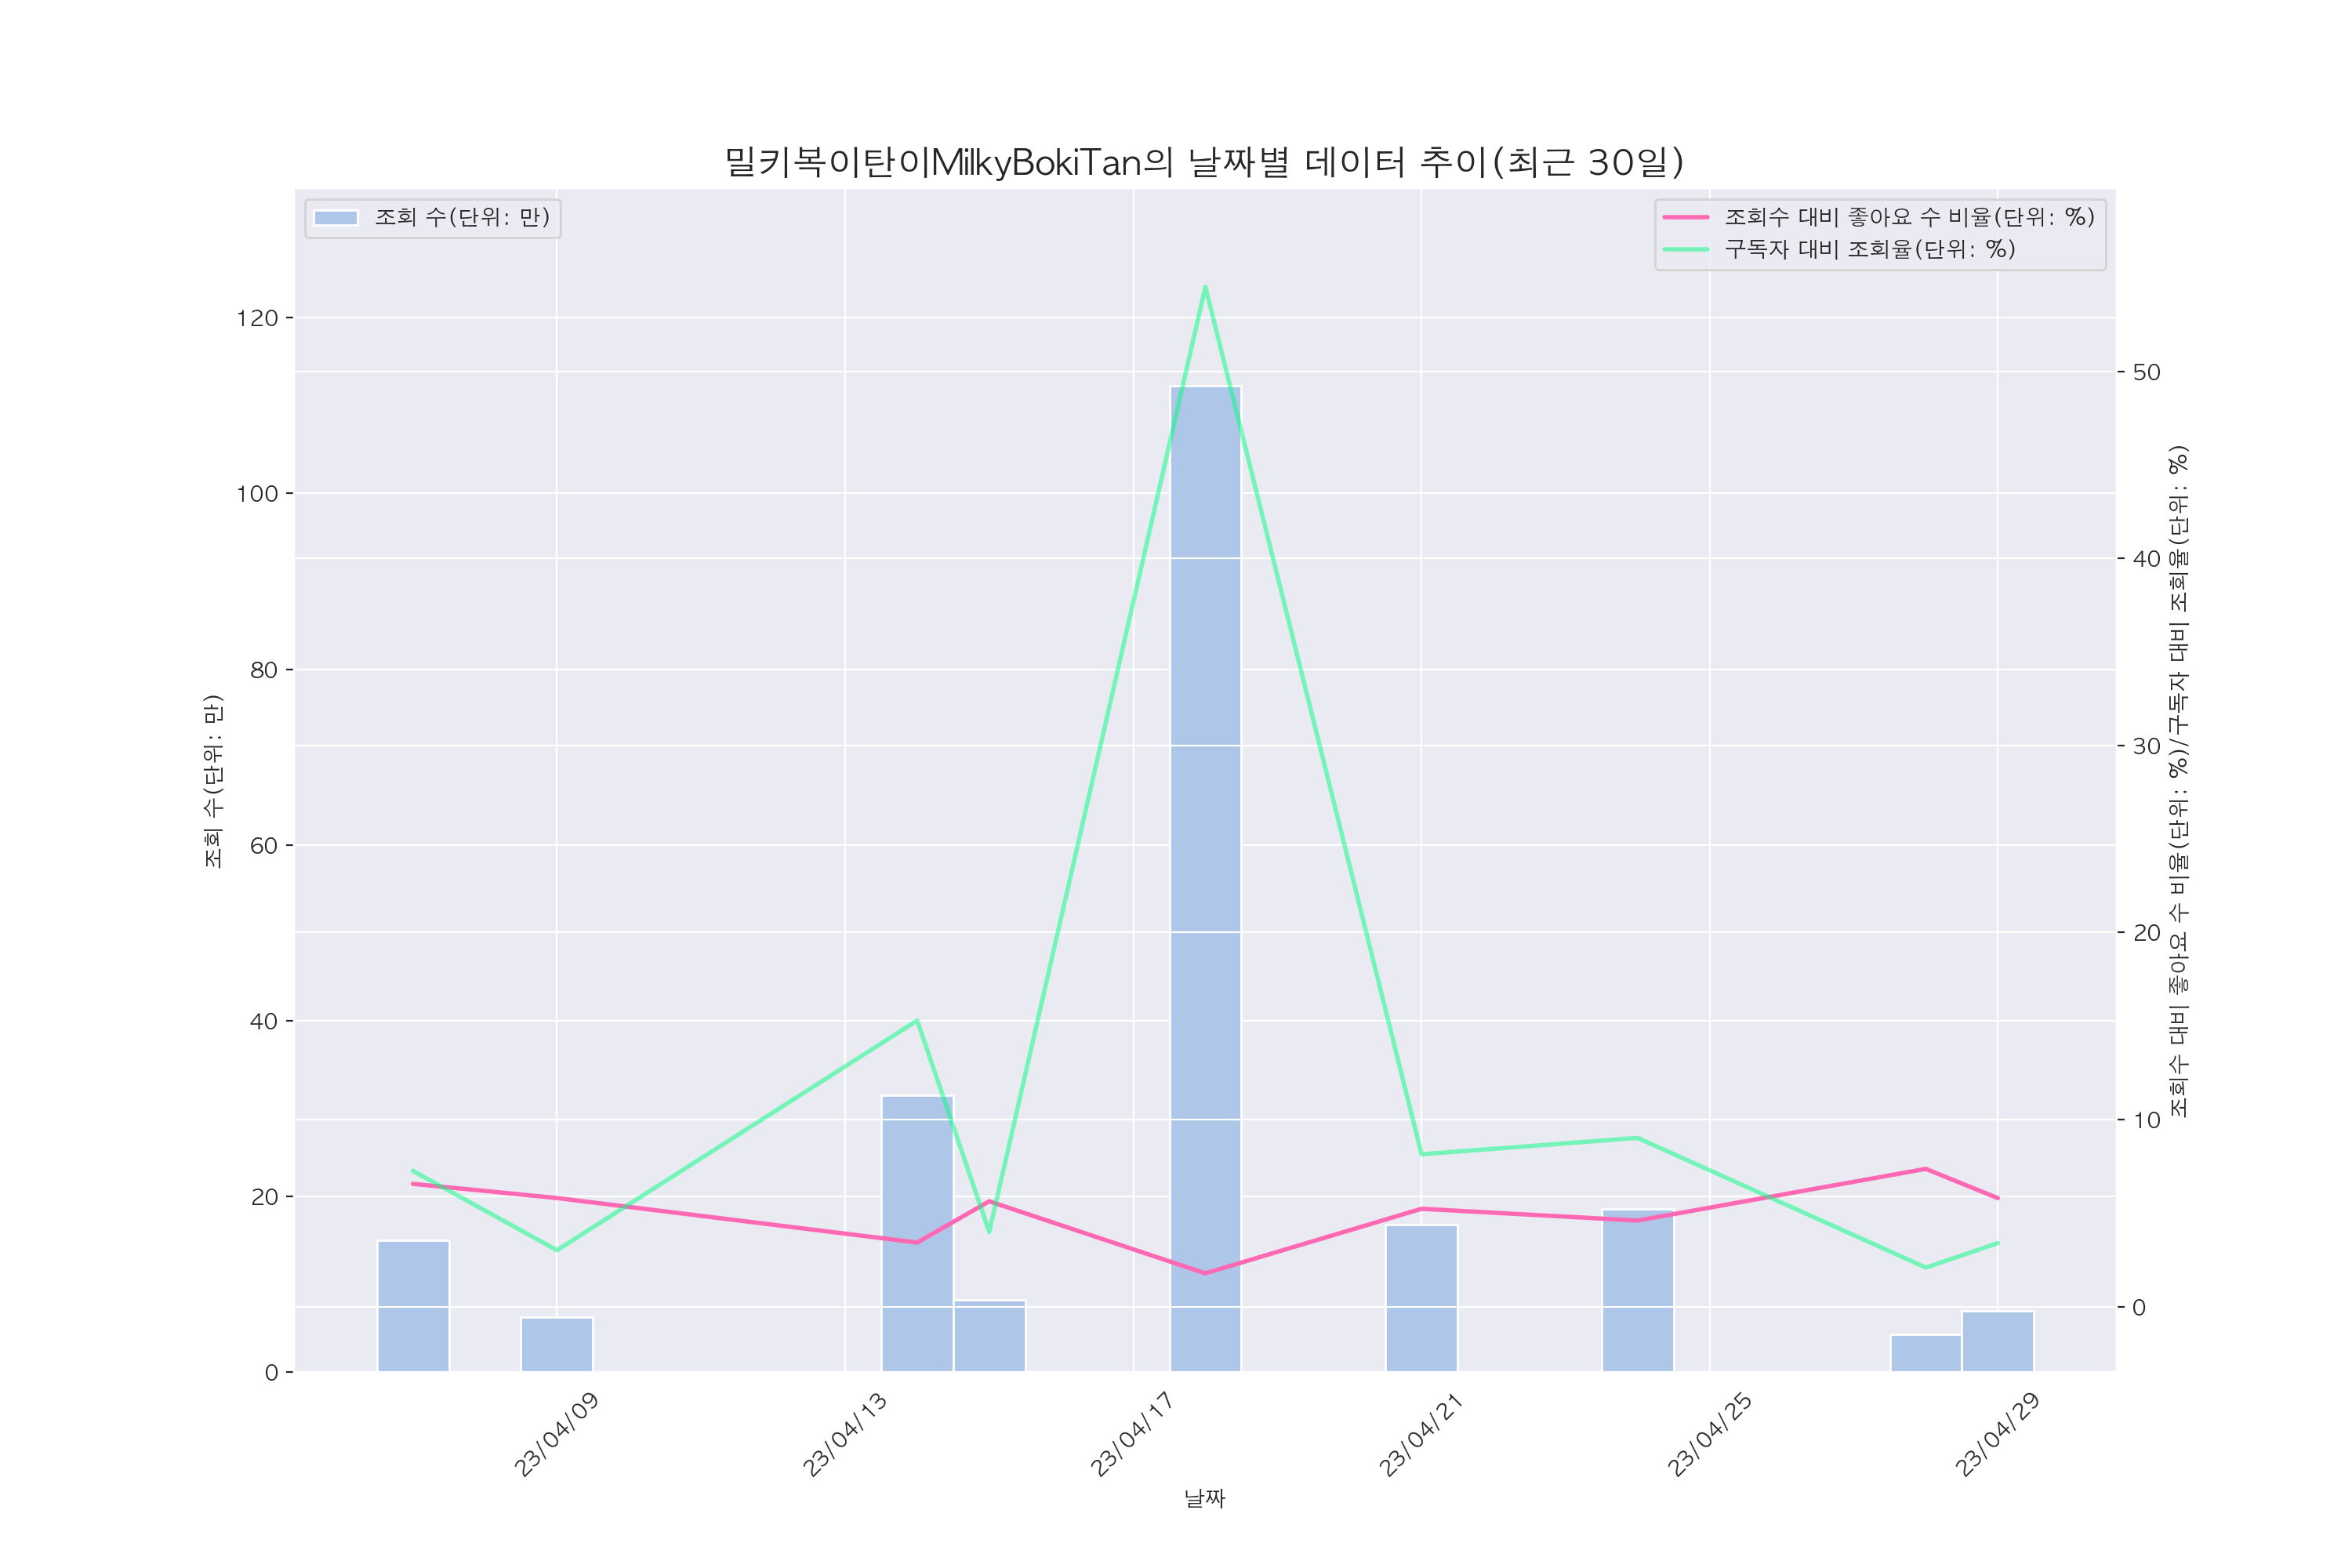 밀키복이탄이MilkyBokiTan의 날짜별 데이터 추이(최근 30일)
조회 수(단위: 만)
조회수 대비 좋아요 수 비율(단위: %)
구독자 대비 조회율(단위: %)
120
100
80
60
40
20
0
조회 수(단위: 만)
50
40
30
20
10
0
조회수 대비 좋아요 수 비율(단위: %)/구독자 대비 조회율(단위: %)
23/04/09
23/04/13
23/04/17
23/04/21
23/04/25
23/04/29
날짜